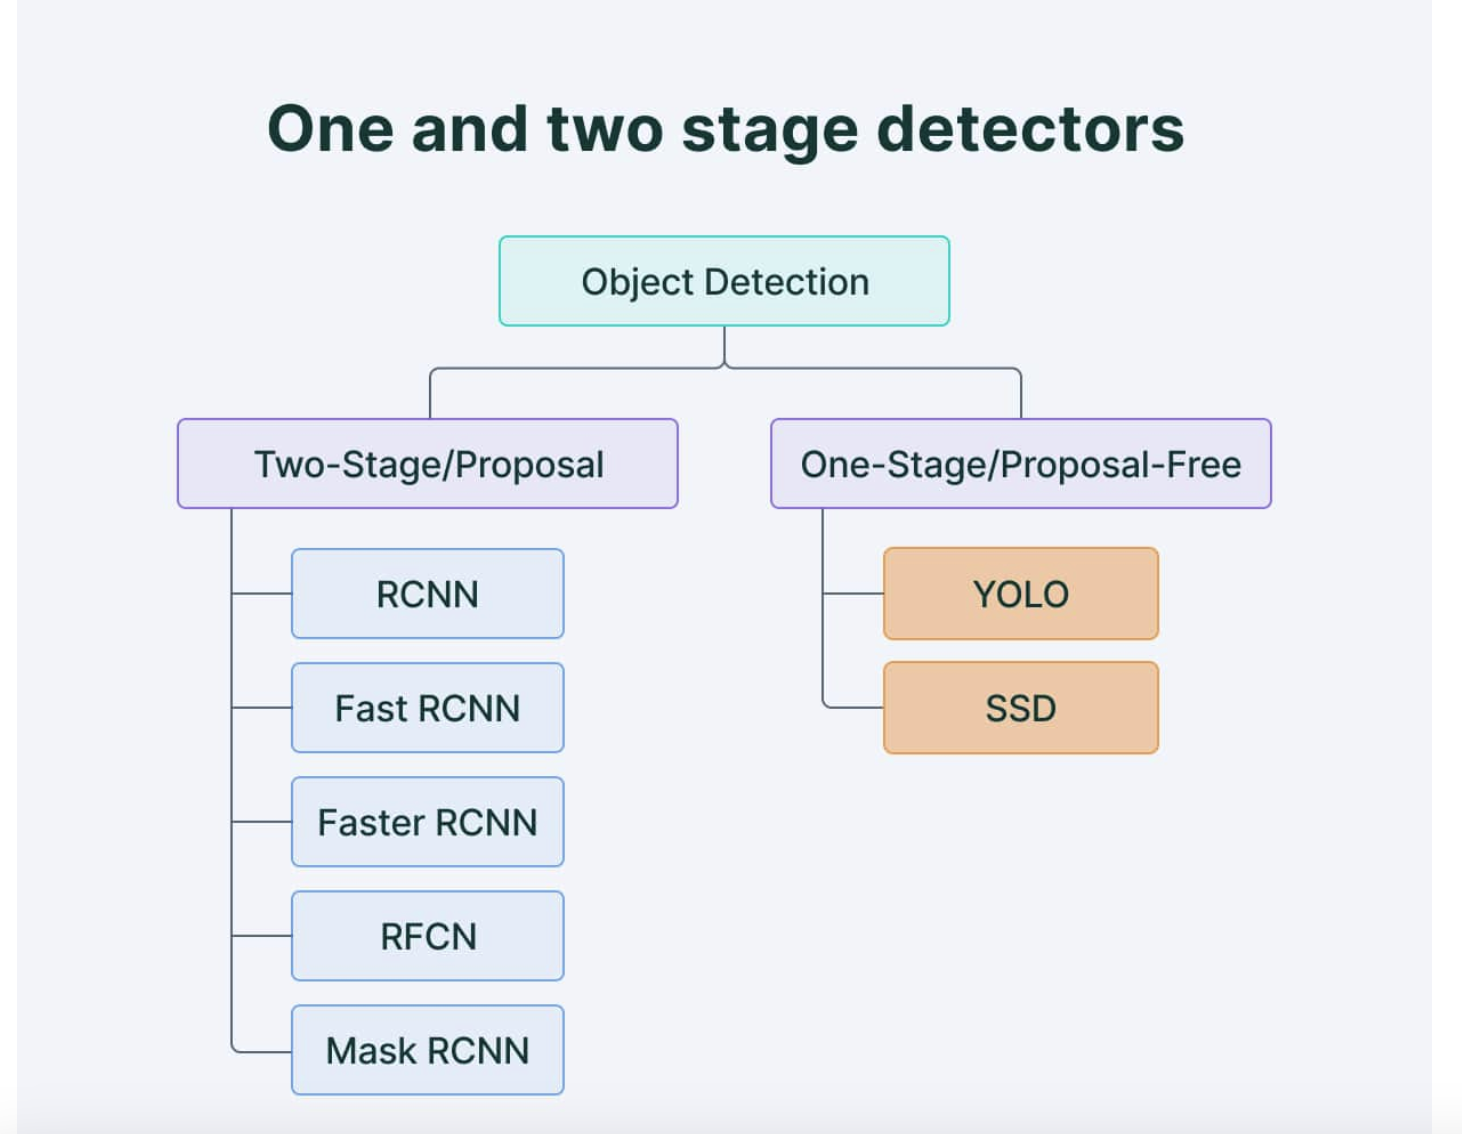 One and two stage detectors
Object Detection
Two-Stage/Proposal
One-Stage/Proposal-Free
RCNN
Fast RCNN
Faster RCNN
RFCN
Mask RCNN
YOLO
SSD